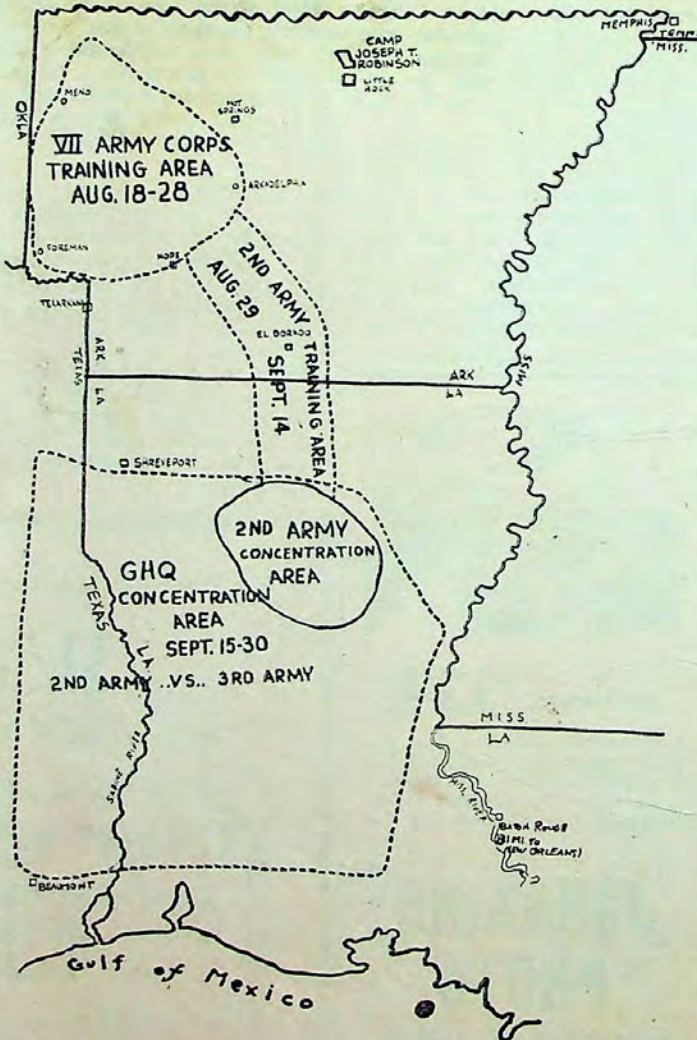 MEMPHIS
TENN.
MISS.
CAMP
JOSEPH T.
ROBINSON
LITTLE
ROCK
OKLA
MENA
HOT
SPRINGS
VII ARMY CORPS
TRAINING AREA
AUG. 18-28
ARKADELPHIA
FOREMAN
HOPE
2ND ARMY TRAINING AREA
AUG. 29
SEPT. 14
TEXARKANA
EL DORADO
ARK
TEXAS
LA
ARK
LA
MISS
SHREVEPORT
2ND ARMY
CONCENTRATION
AREA
GHQ
CONCENTRATION
AREA
SEPT. 15-30
TEXAS
LA.
2ND ARMY ..VS.. 3RD ARMY
SABINE RIVER
MISS
LA
MISS RIVER
BATON ROUGE
81 MI. TO
NEW ORLEANS)
BEAUMONT
Gulf of Mexico